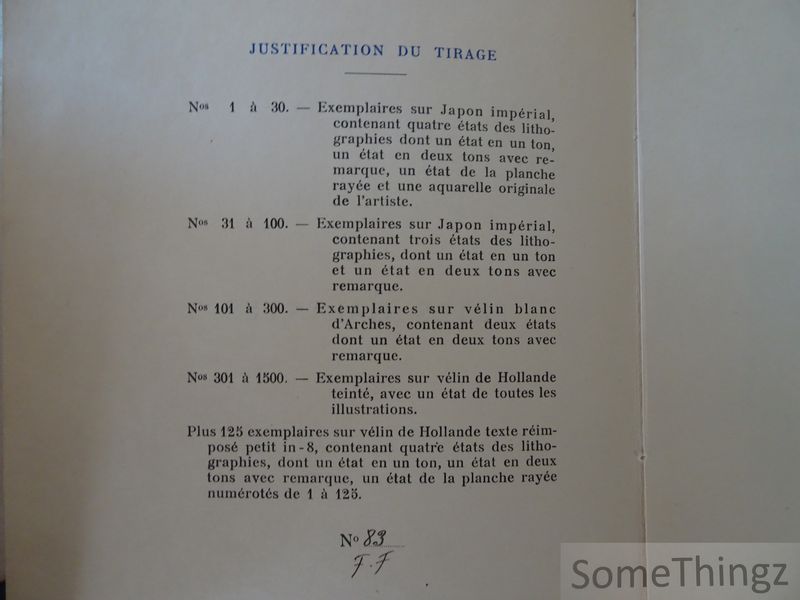 JUSTIFICATION DU TIRAGE
Nos 1 à 30. — Exemplaires sur Japon impérial,
contenant quatre états des litho-
graphies dont un état en un ton,
un état en deux tons avec re-
marque, un état de la planche
rayée et une aquarelle originale
de l'artiste.
Nos 31 à 100. — Exemplaires sur Japon impérial,
contenant trois états des litho-
graphies, dont un état en un ton
et un état en deux tons avec
remarque.
Nos 101 à 300. — Exemplaires sur vélin blanc
d'Arches, contenant deux états
dont un état en deux tons avec
remarque.
Nos 301 à 1500. — Exemplaires sur vélin de Hollande
teinté, avec un état de toutes les
illustrations.
Plus 125 exemplaires sur vélin de Hollande texte réim-
posé petit in-8, contenant quatre états des litho-
graphies, dont un état en un ton, un état en deux
tons avec remarque, un état de la planche rayée
numérotés de 1 à 125.
No 83
F.F
SomeThingz